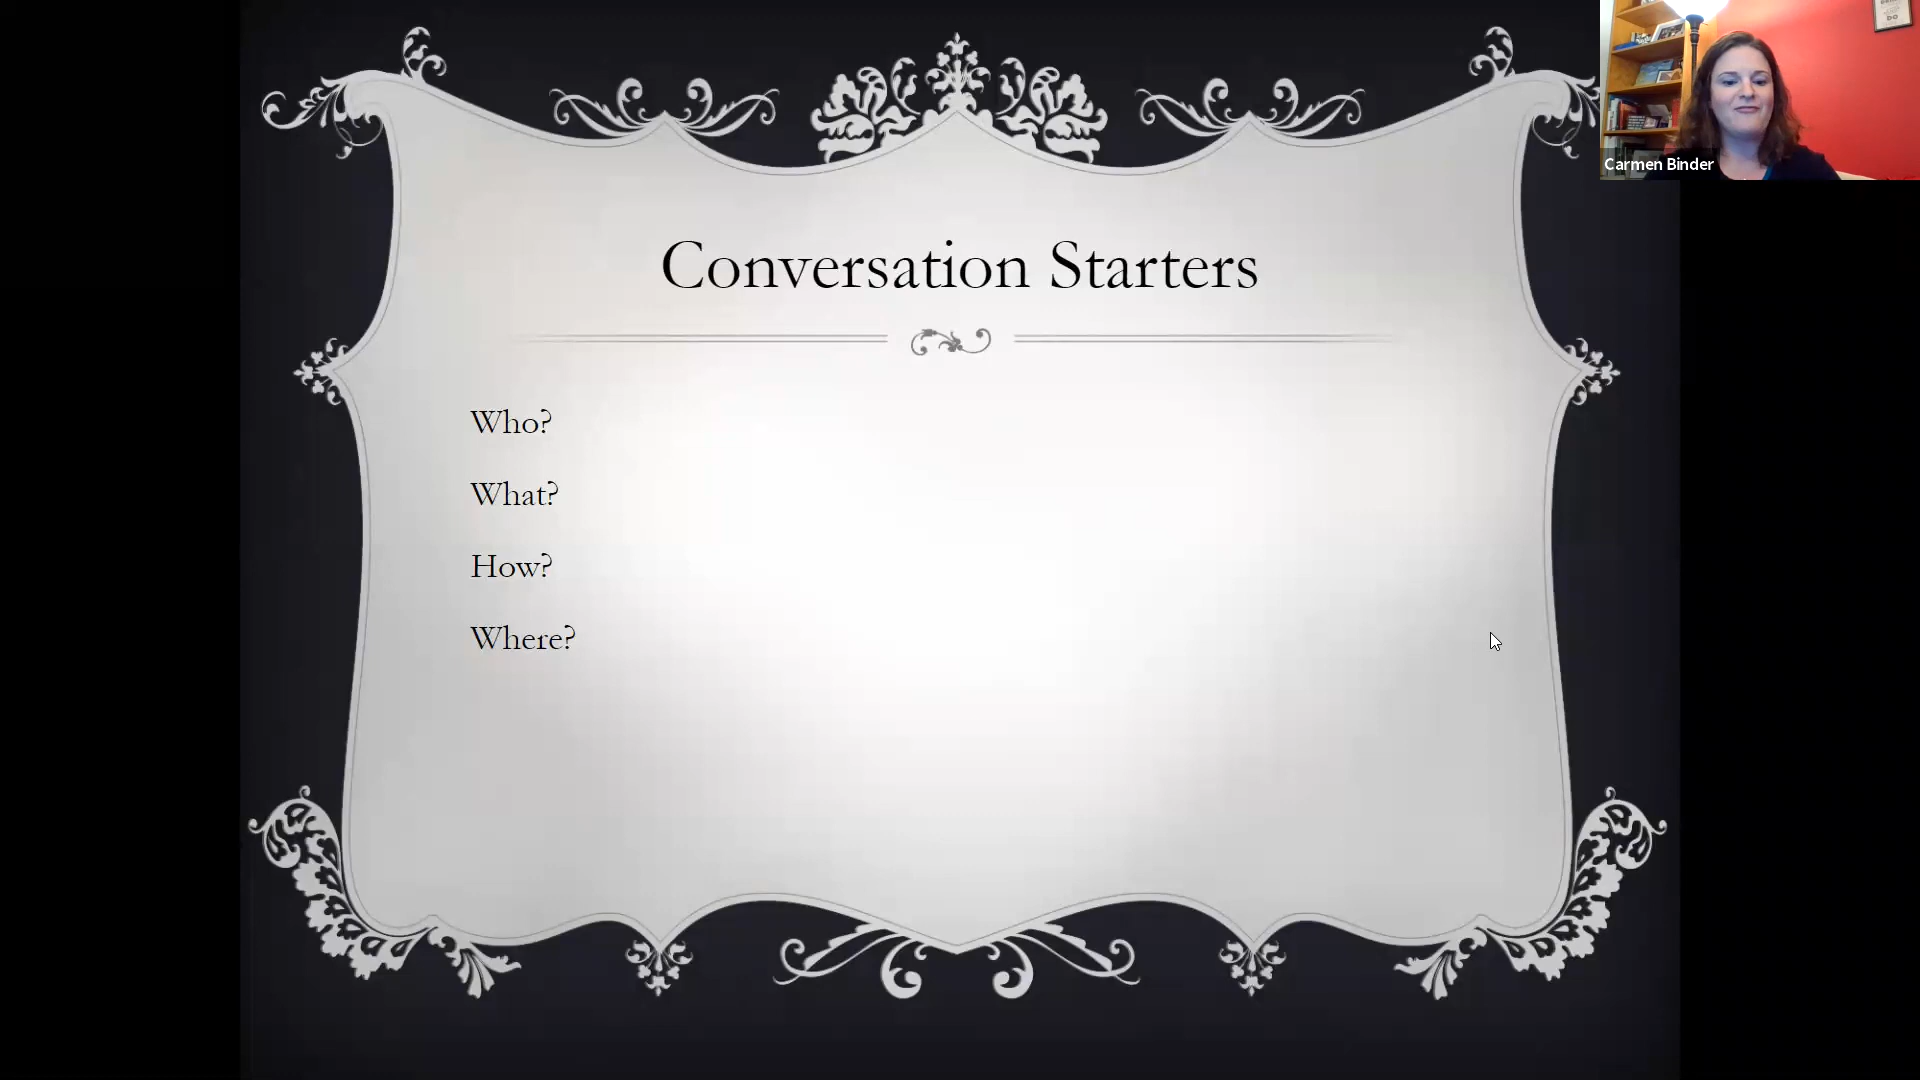 Conversation Starters
Who?
What?
How?
Where?
Carmen Binder